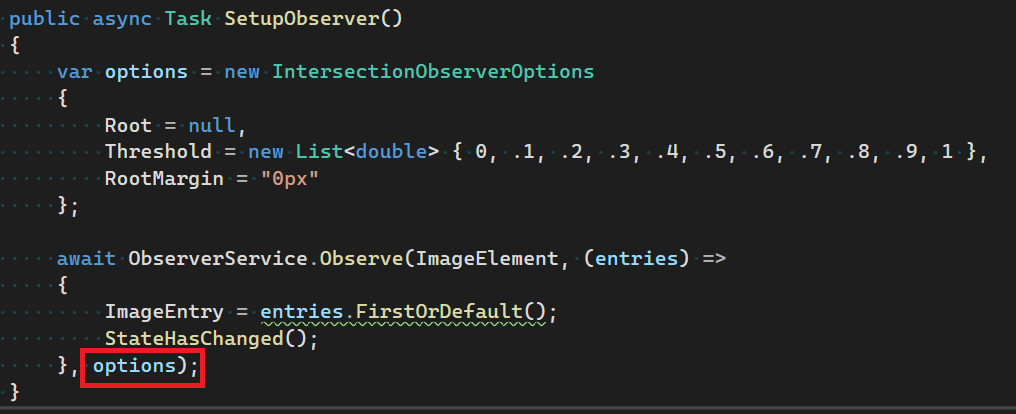 public async Task SetupObserver()
{
var options = new IntersectionObserverOptions
{
Root = null,
Threshold = new List<double> { 0, .1, .2, .3, .4, .5, .6, .7, .8, .9, 1 },
RootMargin = "0px"
};
await ObserverService.Observe(ImageElement, (entries) =>
{
ImageEntry = entries.FirstOrDefault();
StateHasChanged();
}, options);
}